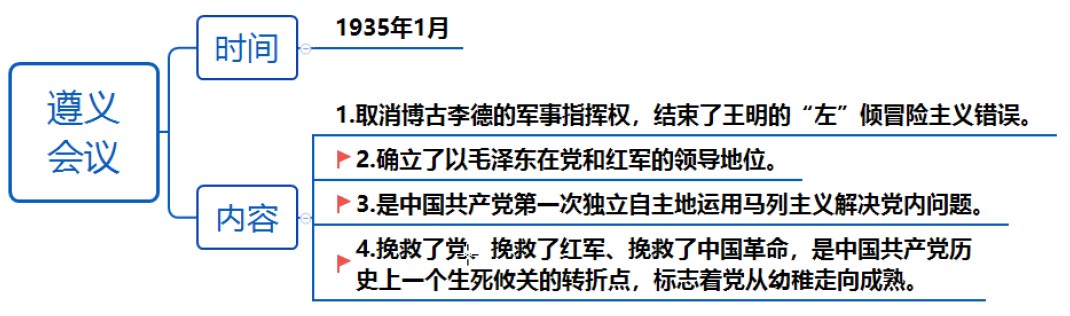 遵义
会议
时间
1935年1月
内容
1.取消博古李德的军事指挥权，结束了王明的“左”倾冒险主义错误。
2.确立了以毛泽东在党和红军的领导地位。
3.是中国共产党第一次独立自主地运用马列主义解决党内问题。
4.挽救了党、挽救了红军、挽救了中国革命，是中国共产党历
史上一个生死攸关的转折点，标志着党从幼稚走向成熟。